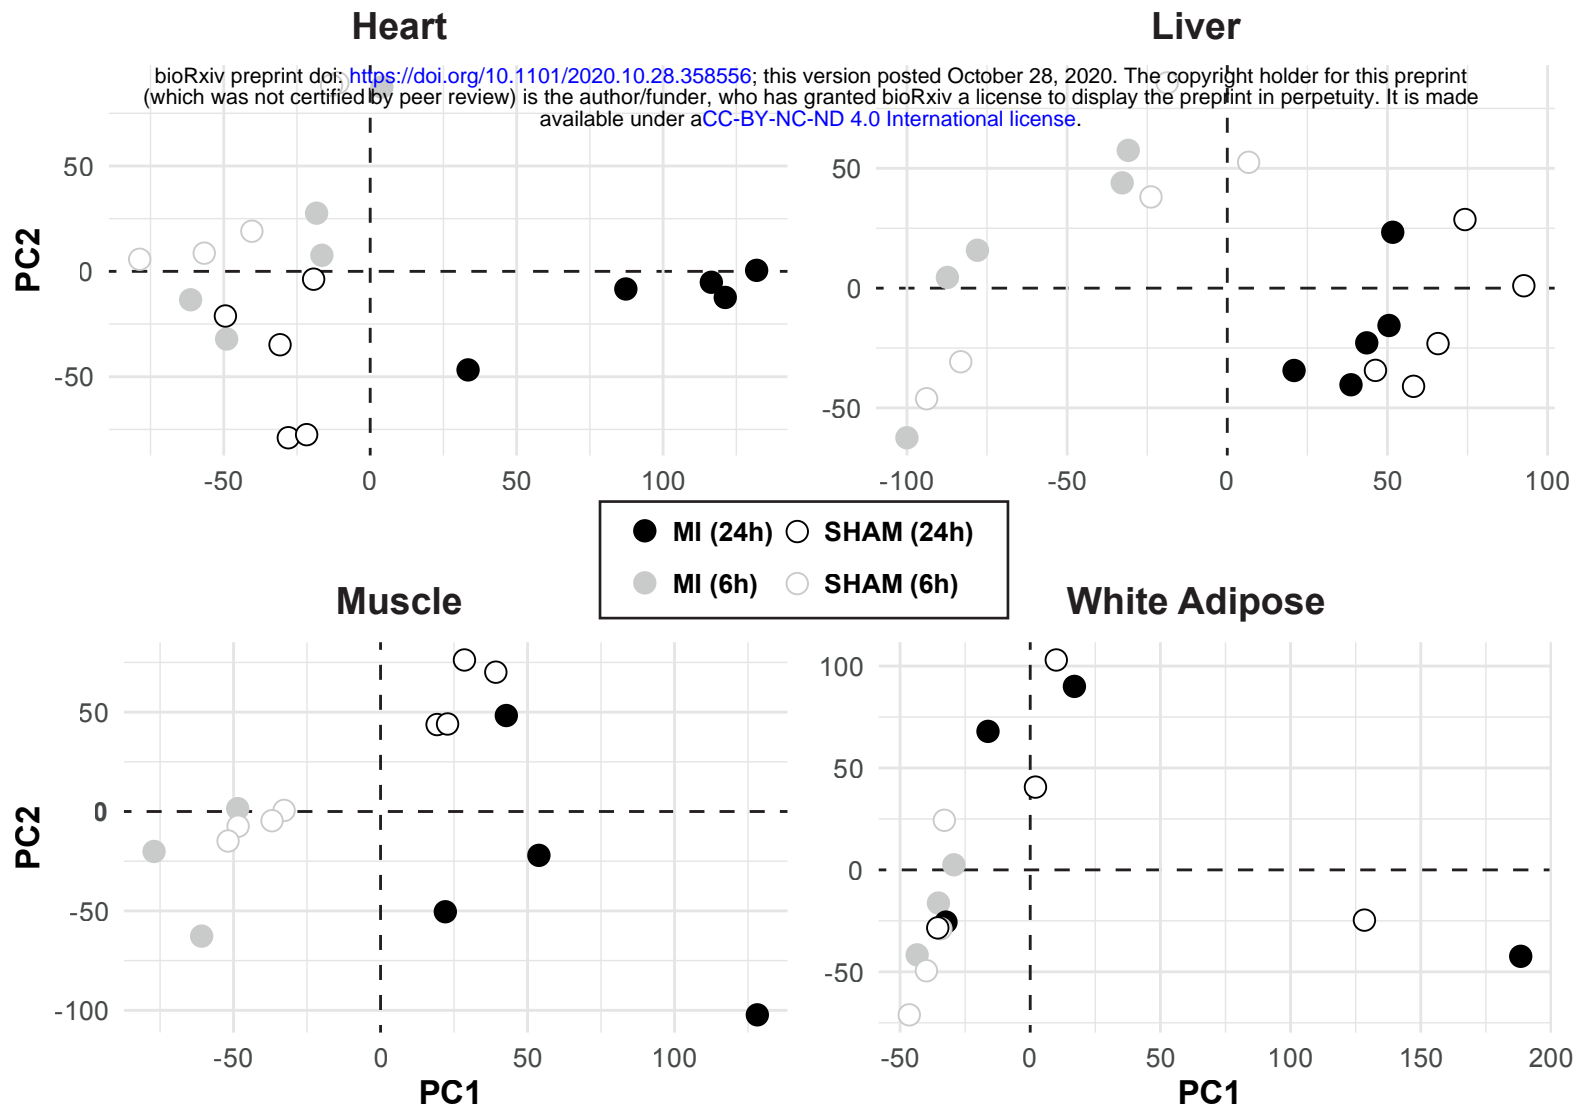 Heart
Liver
bioRxiv preprint doi: https://doi.org/10.1101/2020.10.28.358556; this version posted October 28, 2020. The copyright holder for this preprint
(which was not certified by peer review) is the author/funder, who has granted bioRxiv a license to display the preprint in perpetuity. It is made
available under aCC-BY-NC-ND 4.0 International license.
PC2
50
0
-50
-50
0
50
100
50
0
-50
-100
-50
0
50
100
MI (24h)
SHAM (24h)
MI (6h)
SHAM (6h)
Muscle
White Adipose
PC2
50
0
-50
-100
-50
0
50
100
PC1
100
50
0
-50
-50
0
50
100
150
200
PC1